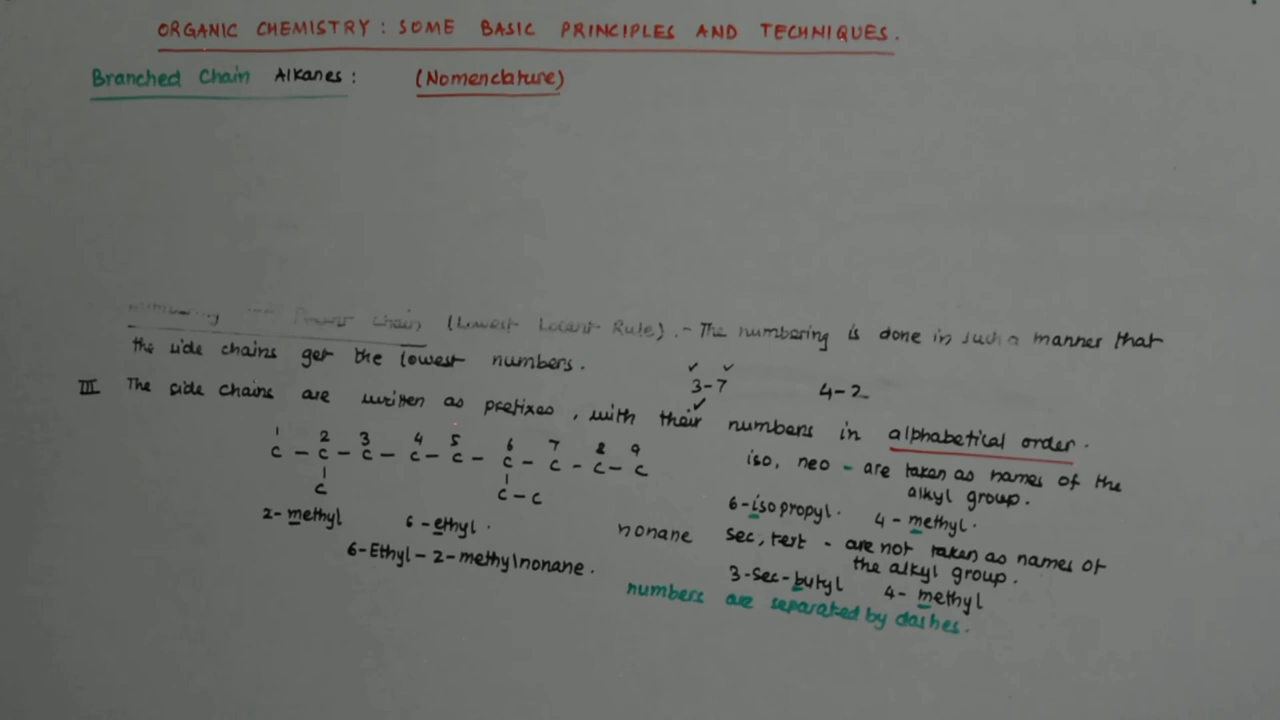 ORGANIC CHEMISTRY : SOME BASIC PRINCIPLES AND TECHNIQUES.
Branched Chain Alkanes : (Nomenclature)
chain (Lowest Locant Rule). - The numbering is done in such a manner that
the side chains get the lowest numbers.
✓ ✓
3-7 4-2
✓
III The side chains are written as prefixes, with their numbers in alphabetical order.
1 2 3 4 5 6 7 8 9
C - C - C - C - C - C - C - C - C
| |
C C - C
iso, neo - are taken as names of the
alkyl group.
2-methyl 6-ethyl.
nonane
6-Ethyl-2-methylnonane.
6-isopropyl. 4-methyl.
sec, tert - are not taken as names of
the alkyl group.
3-sec-butyl 4-methyl
numbers are separated by dashes.